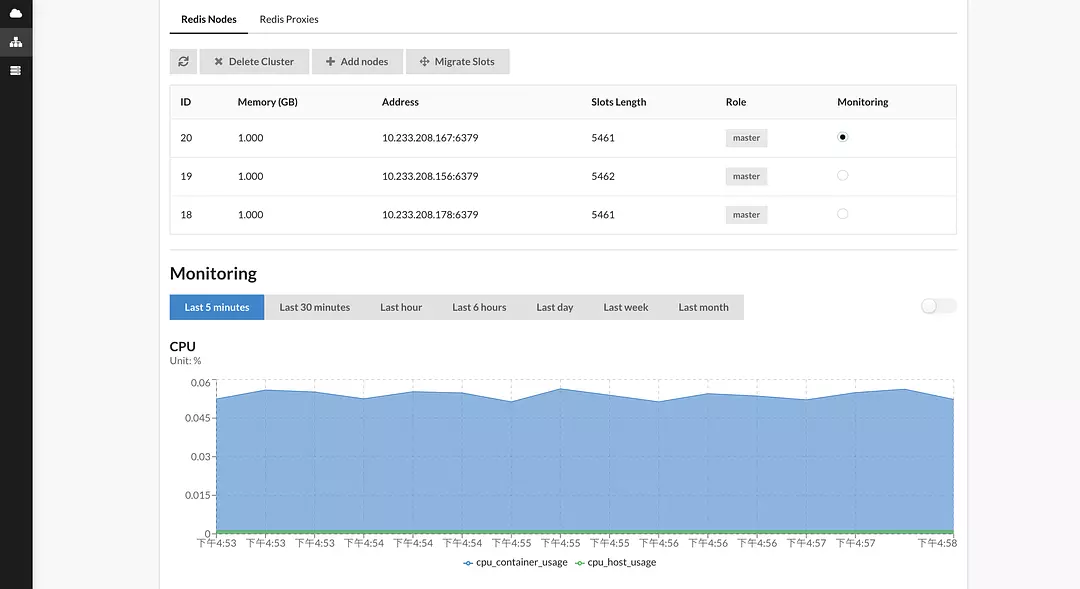 Redis Nodes Redis Proxies
Delete Cluster Add nodes Migrate Slots
ID Memory (GB) Address Slots Length Role Monitoring
20 1.000 10.233.208.167:6379 5461 master
19 1.000 10.233.208.156:6379 5462 master
18 1.000 10.233.208.178:6379 5461 master
Monitoring
Last 5 minutes Last 30 minutes Last hour Last 6 hours Last day Last week Last month
CPU
Unit: %
0.06
0.045
0.03
0.015
0
下午4:53 下午4:53 下午4:53 下午4:54 下午4:54 下午4:54 下午4:55 下午4:55 下午4:55 下午4:56 下午4:56 下午4:56 下午4:57 下午4:57 下午4:58
cpu_container_usage cpu_host_usage